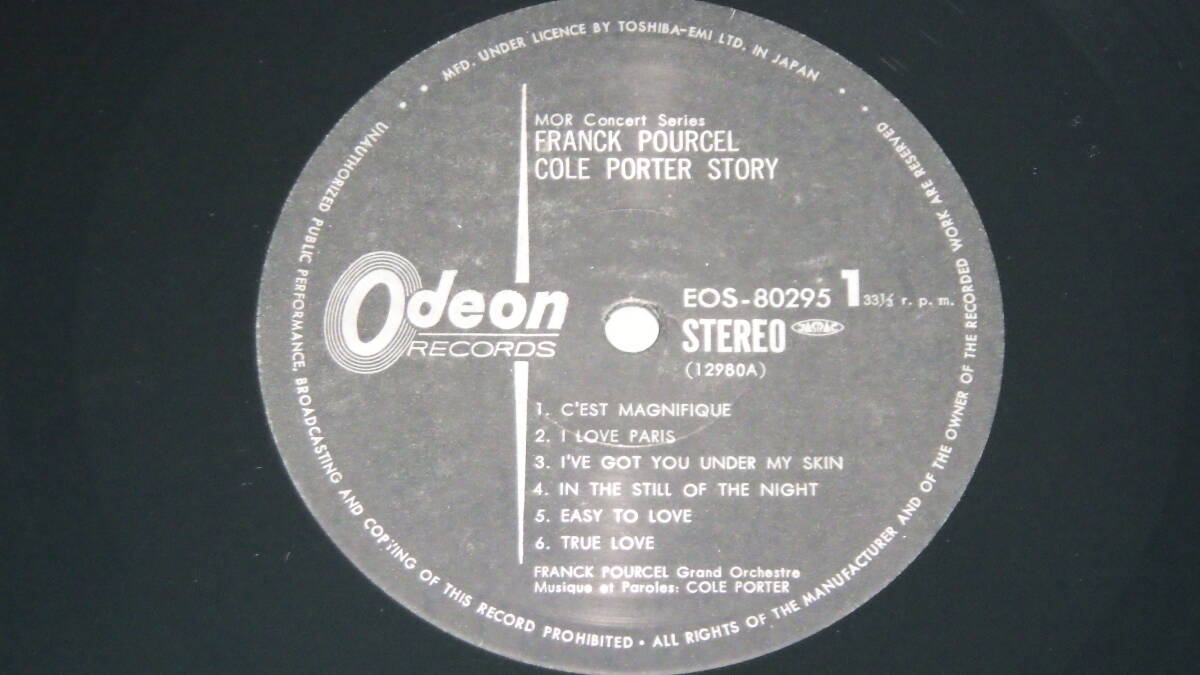 MFD. UNDER LICENCE BY TOSHIBA-EMI LTD. IN JAPAN
MOR Concert Series
FRANCK POURCEL
COLE PORTER STORY
Odeon
RECORDS
EOS-80295 1 33⅓ r. p. m.
STEREO JASRAC
(12980A)
1. C'EST MAGNIFIQUE
2. I LOVE PARIS
3. I'VE GOT YOU UNDER MY SKIN
4. IN THE STILL OF THE NIGHT
5. EASY TO LOVE
6. TRUE LOVE
FRANCK POURCEL Grand Orchestre
Musique et Paroles: COLE PORTER
UNAUTHORIZED PUBLIC PERFORMANCE, BROADCASTING AND COPYING OF THIS RECORD PROHIBITED • ALL RIGHTS OF THE MANUFACTURER AND OF THE OWNER OF THE RECORDED WORK ARE RESERVED